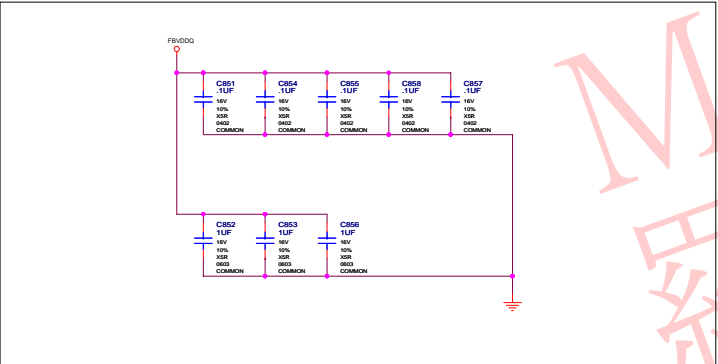 FBVDDQ
C851
.1UF
16V
10%
X5R
0402
COMMON
C854
.1UF
16V
10%
X5R
0402
COMMON
C855
.1UF
16V
10%
X5R
0402
COMMON
C858
.1UF
16V
10%
X5R
0402
COMMON
C857
.1UF
16V
10%
X5R
0402
COMMON
C852
1UF
16V
10%
X5R
0603
COMMON
C853
1UF
16V
10%
X5R
0603
COMMON
C856
1UF
16V
10%
X5R
0603
COMMON